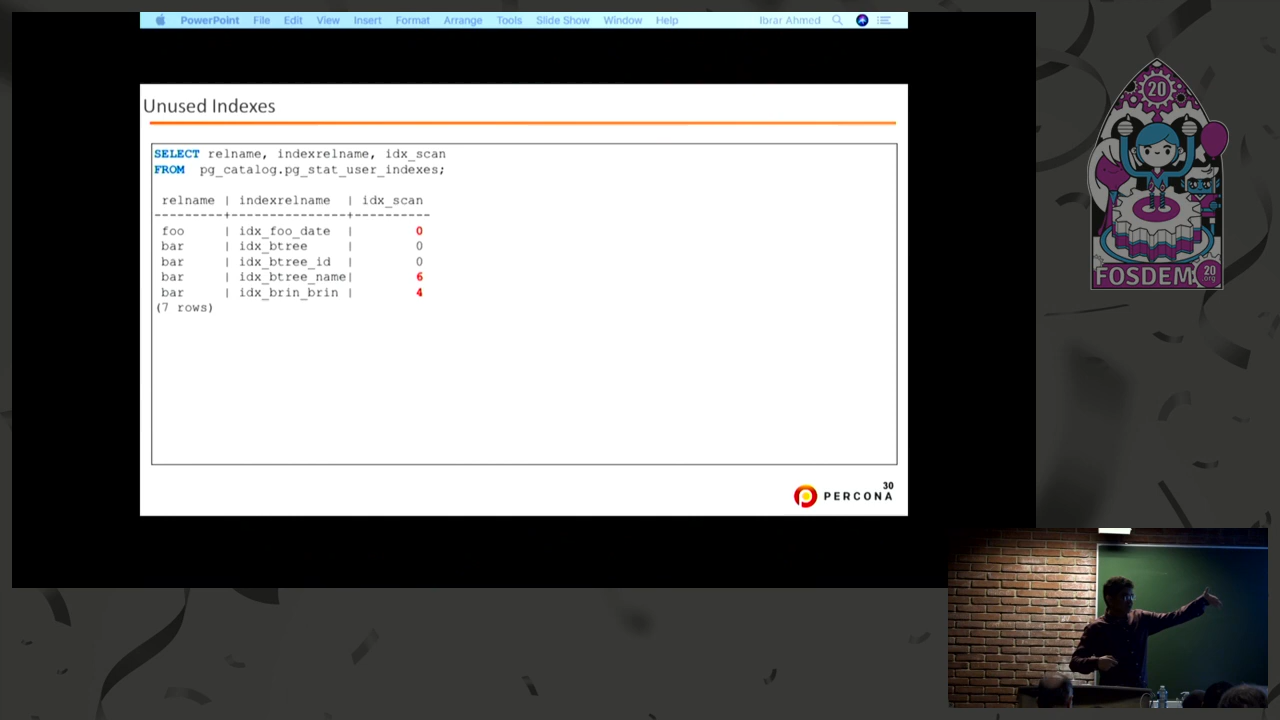 PowerPoint File Edit View Insert Format Arrange Tools Slide Show Window Help Ibrar Ahmed
Unused Indexes
SELECT relname, indexrelname, idx_scan
FROM pg_catalog.pg_stat_user_indexes;
relname | indexrelname | idx_scan
---------+---------------+----------
foo | idx_foo_date | 0
bar | idx_btree | 0
bar | idx_btree_id | 0
bar | idx_btree_name| 6
bar | idx_brin_brin | 4
(7 rows)
30
PERCONA
20
FOSDEM
20
.org